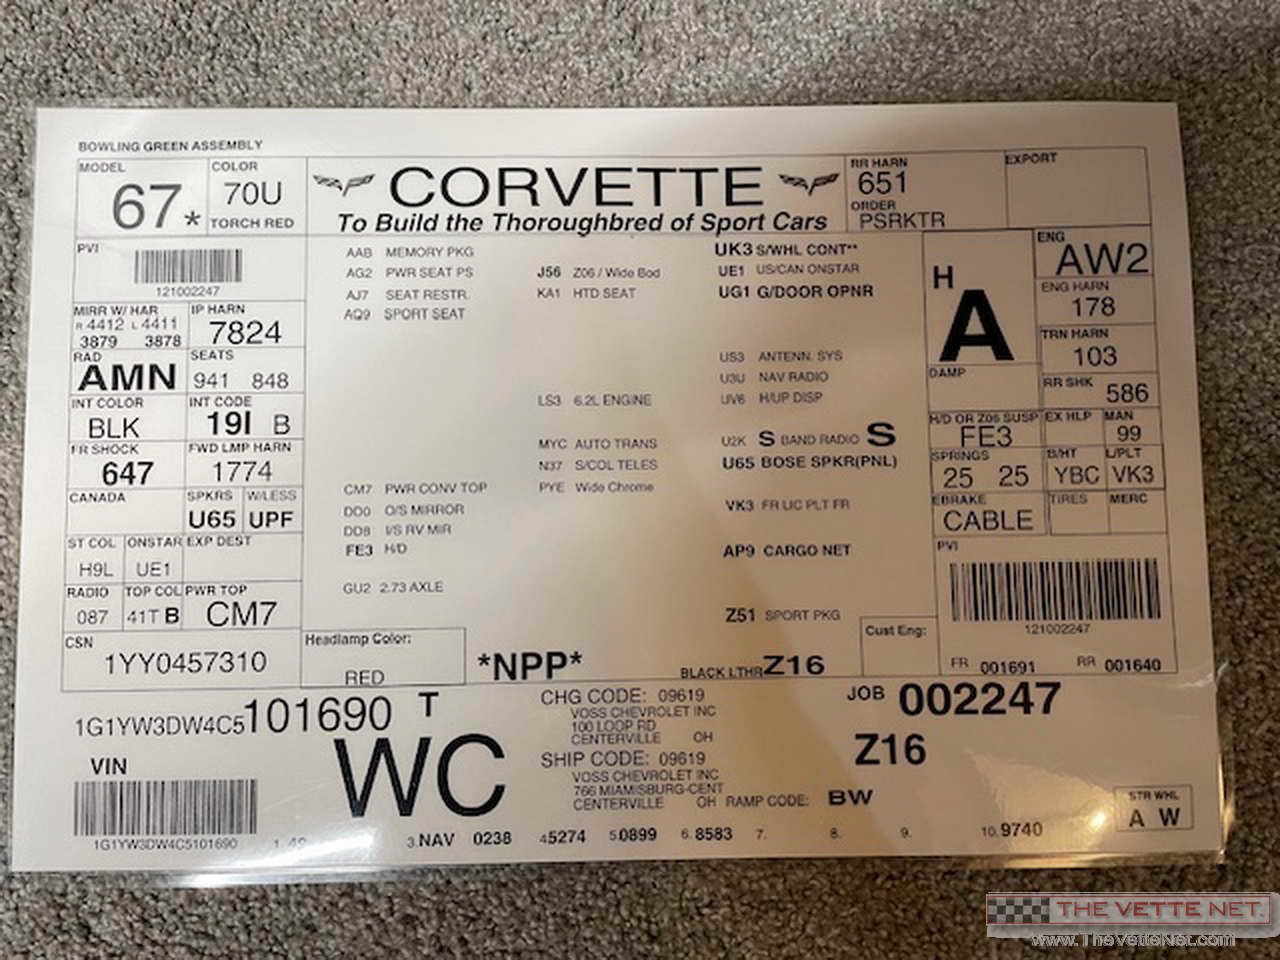 BOWLING GREEN ASSEMBLY
MODEL
67*
COLOR
70U
TORCH RED
CORVETTE
To Build the Thoroughbred of Sport Cars
RR HARN
651
ORDER
PSRKTR
EXPORT
PVI
121002247
MIRR W/ HAR
R 4412 L 4411
3879 3878
IP HARN
7824
RAD
AMN
SEATS
941 848
INT COLOR
BLK
INT CODE
19I B
FR SHOCK
647
FWD LMP HARN
1774
CANADA
SPKRS
U65
W/LESS
UPF
ST COL
H9L
ONSTAR
UE1
EXP DEST
RADIO
087
TOP COL
41T B
PWR TOP
CM7
CSN
1YY0457310
AAB MEMORY PKG
AG2 PWR SEAT PS
AJ7 SEAT RESTR.
AQ9 SPORT SEAT
CM7 PWR CONV TOP
DD0 O/S MIRROR
DD8 I/S RV MIR
FE3 H/D
GU2 2.73 AXLE
J56 Z06 / Wide Bod
KA1 HTD SEAT
LS3 6.2L ENGINE
MYC AUTO TRANS
N37 S/COL TELES
PYE Wide Chrome
UK3 S/WHL CONT**
UE1 US/CAN ONSTAR
UG1 G/DOOR OPNR
US3 ANTENN. SYS
U3U NAV RADIO
UV6 H/UP DISP
U2K S BAND RADIO S
U65 BOSE SPKR(PNL)
VK3 FR LIC PLT FR
AP9 CARGO NET
Z51 SPORT PKG
Headlamp Color:
RED
*NPP*
BLACK LTHR Z16
Cust Eng:
H
A
DAMP
ENG
AW2
ENG HARN
178
TRN HARN
103
RR SHK
586
H/D OR Z06 SUSP
FE3
EX HLP
MAN
99
SPRINGS
25 25
B/HT
YBC
L/PLT
VK3
EBRAKE
CABLE
TIRES
MERC
PVI
121002247
FR 001691 RR 001640
1G1YW3DW4C5101690 T
VIN
1G1YW3DW4C5101690
WC
CHG CODE: 09619
VOSS CHEVROLET INC
100 LOOP RD
CENTERVILLE OH
SHIP CODE: 09619
VOSS CHEVROLET INC
766 MIAMISBURG-CENT
CENTERVILLE OH RAMP CODE: BW
JOB 002247
Z16
STR WHL
A W
1. 3.NAV 0238 45274 5.0899 6.8583 7. 8. 9. 10.9740
THE VETTE NET.
www.TheVetteNet.com